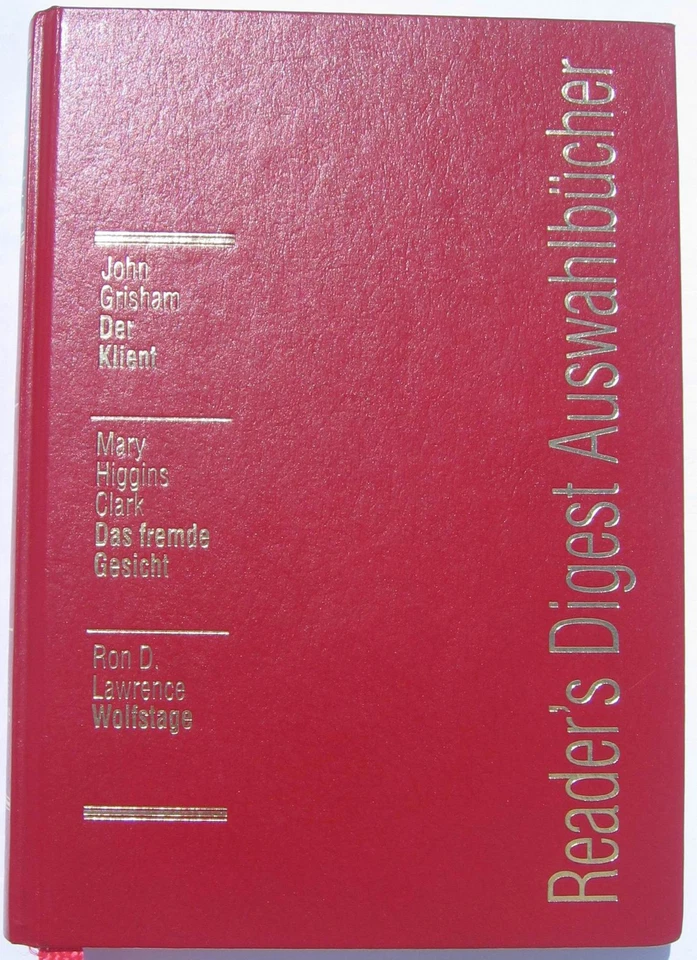 John
Grisham
Der
Klient
Mary
Higgins
Clark
Das fremde
Gesicht
Ron D.
Lawrence
Wolfstage
Reader's Digest Auswahlbücher